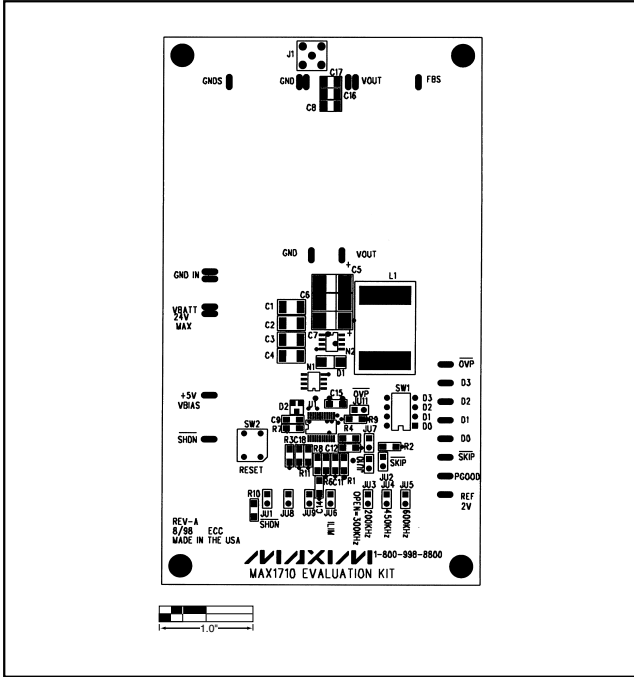 J1
C17
GNDS GND VOUT FBS
C16
C8
GND VOUT
+
C5
L1
GND IN
C6
VBATT
24V
MAX
C1
C2
C3
C4
C7
+
N2
D1
N1
OVP
D3
D2
D1
D0
SKIP
PGOOD
REF
2V
SW1
D3
D2
D1
D0
+5V
VBIAS
SHDN
SW2
RESET
D2
U1
C15
OVP
JU11
C9
R7
R9
R4
JU7
R2
R3
C18
R11
R8
C12
R6
C11
R1
SKIP
JU2
R10
JU1
SHDN
JU8
JU9
JU6
ILIM
JU3
JU4
JU5
OPEN=300KHz
200KHz
450KHz
600KHz
REV-A
8/98 ECC
MADE IN THE USA
MAXIM 1-800-998-8800
MAX1710 EVALUATION KIT
1.0"